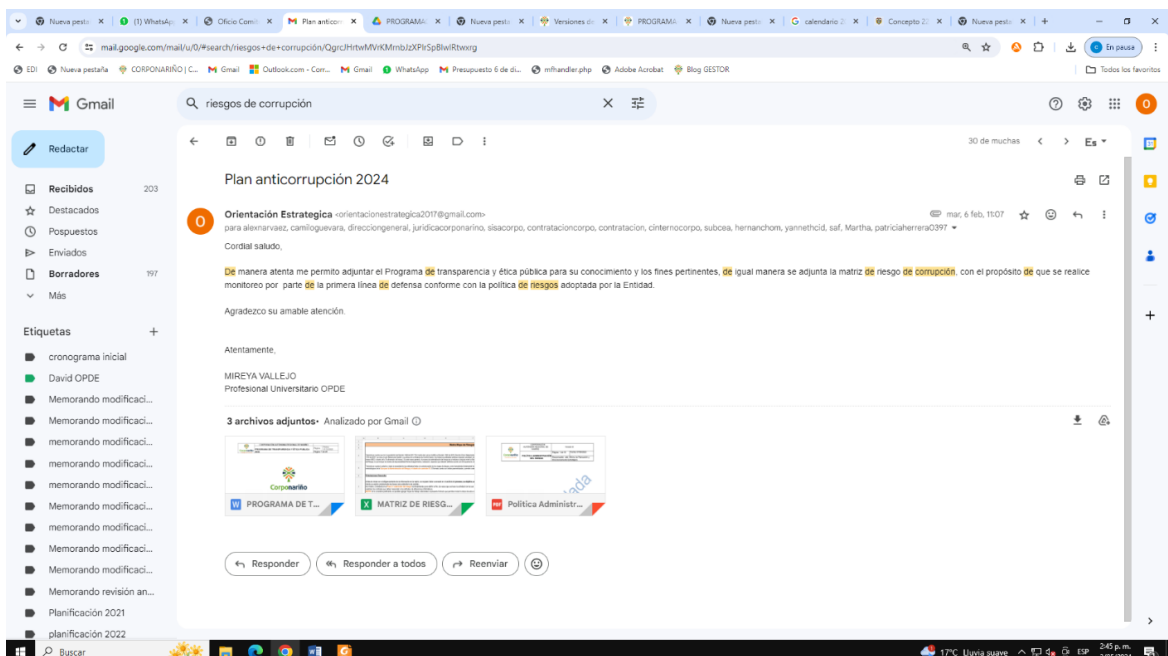 Nueva pesta
(1) WhatsAp
Oficio Comi
Plan anticor
PROGRAMA
Nueva pesta
Versiones d
PROGRAMA
Nueva pesta
calendario 2
Concepto 2
Nueva pesta
mail.google.com/mail/u/0/#search/riesgos+de+corrupción/
En pausa
EDI
Nueva pestaña
CORPONARIÑO | C...
Gmail
Outlook.com - Corr...
Gmail
WhatsApp
Presupuesto 6 de di...
mfhandler.php
Adobe Acrobat
Blog GESTOR
Todos los favoritos
Gmail
riesgos de corrupción
O
Redactar
30 de muchas
Es
Recibidos 203
Destacados
Pospuestos
Enviados
Borradores 197
Más
Etiquetas
cronograma inicial
David OPDE
Memorando modificaci...
Memorando modificaci...
memorando modificaci...
memorando modificaci...
memorando modificaci...
Memorando modificaci...
memorando modificaci...
Memorando modificaci...
Memorando modificaci...
Memorando revisión an...
Planificación 2021
planificación 2022
Plan anticorrupción 2024
O
Orientación Estrategica <orientacionestrategica2017@gmail.com>
mar, 6 feb, 11:07
para alexnarvaez, camiloguevara, direcciongeneral, juridicacorponarino, sisacorpo, contratacioncorpo, contratacion, cinternocorpo, subcea, hernanchom, yannethcid, saf, Martha, patriciaherrera0397
Cordial saludo,
De manera atenta me permito adjuntar el Programa de transparencia y ética pública para su conocimiento y los fines pertinentes, de igual manera se adjunta la matriz de riesgo de corrupción, con el propósito de que se realice
monitoreo por parte de la primera línea de defensa conforme con la política de riesgos adoptada por la Entidad.
Agradezco su amable atención.
Atentamente,
MIREYA VALLEJO
Profesional Universitario OPDE
3 archivos adjuntos • Analizado por Gmail
Corponariño
W PROGRAMA DE T...
X MATRIZ DE RIESG...
PDF Politica Administr...
Responder
Responder a todos
Reenviar
Buscar
17°C Lluvia suave
ESP
2:45 p. m.